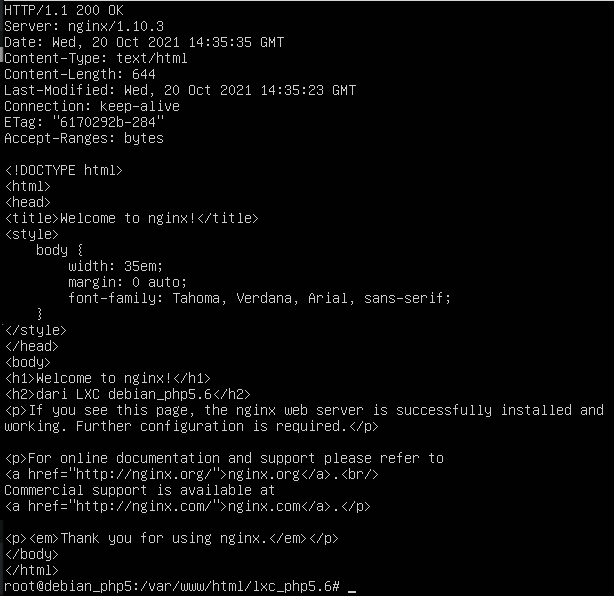 HTTP/1.1 200 OK
Server: nginx/1.10.3
Date: Wed, 20 Oct 2021 14:35:35 GMT
Content-Type: text/html
Content-Length: 644
Last-Modified: Wed, 20 Oct 2021 14:35:23 GMT
Connection: keep-alive
ETag: "6170292b-284"
Accept-Ranges: bytes

<!DOCTYPE html>
<html>
<head>
<title>Welcome to nginx!</title>
<style>
    body {
        width: 35em;
        margin: 0 auto;
        font-family: Tahoma, Verdana, Arial, sans-serif;
    }
</style>
</head>
<body>
<h1>Welcome to nginx!</h1>
<h2>dari LXC debian_php5.6</h2>
<p>If you see this page, the nginx web server is successfully installed and
working. Further configuration is required.</p>

<p>For online documentation and support please refer to
<a href="http://nginx.org/">nginx.org</a>.<br/>
Commercial support is available at
<a href="http://nginx.com/">nginx.com</a>.</p>

<p><em>Thank you for using nginx.</em></p>
</body>
</html>
root@debian_php5:/var/www/html/lxc_php5.6# _